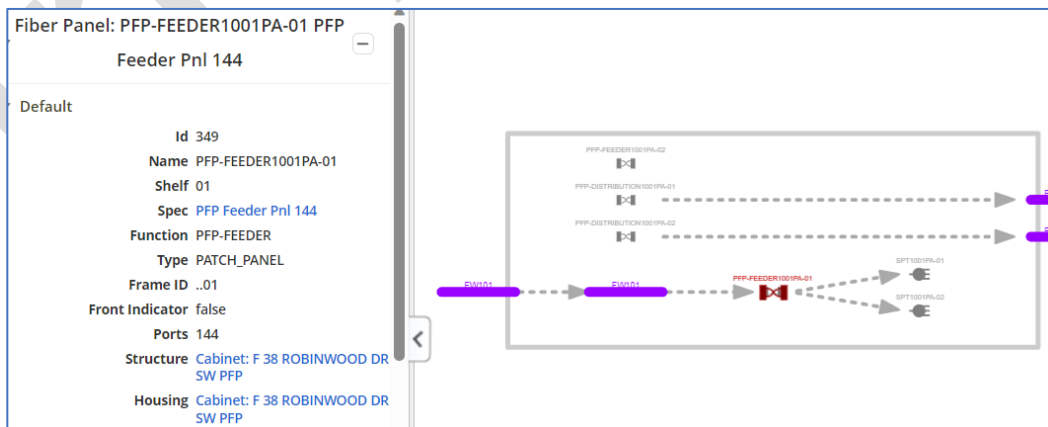 Fiber Panel: PFP-FEEDER1001PA-01 PFP
Feeder Pnl 144
Default
Id 349
Name PFP-FEEDER1001PA-01
Shelf 01
Spec PFP Feeder Pnl 144
Function PFP-FEEDER
Type PATCH_PANEL
Frame ID ..01
Front Indicator false
Ports 144
Structure Cabinet: F 38 ROBINWOOD DR
SW PFP
Housing Cabinet: F 38 ROBINWOOD DR
SW PFP
PFP-FEEDER1001PA-02
PFP-DISTRIBUTION1001PA-01
PFP-DISTRIBUTION1001PA-02
FW101
FW101
PFP-FEEDER1001PA-01
SPT1001PA-01
SPT1001PA-02